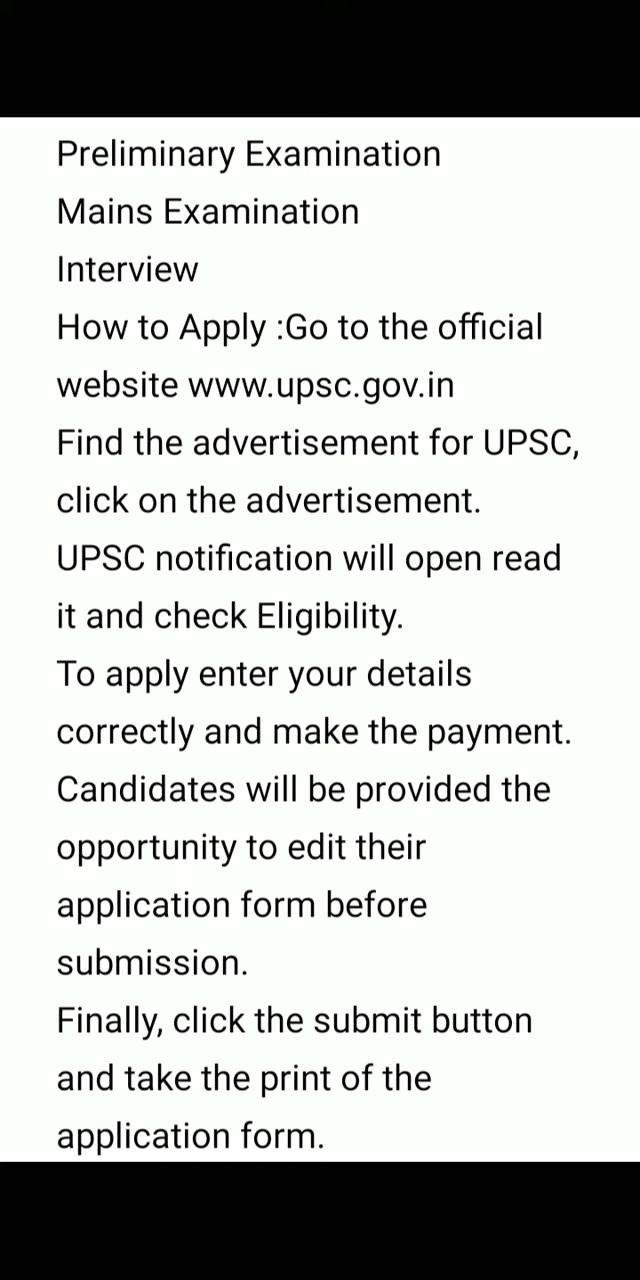 Preliminary Examination
Mains Examination
Interview
How to Apply :Go to the official
website www.upsc.gov.in
Find the advertisement for UPSC,
click on the advertisement.
UPSC notification will open read
it and check Eligibility.
To apply enter your details
correctly and make the payment.
Candidates will be provided the
opportunity to edit their
application form before
submission.
Finally, click the submit button
and take the print of the
application form.